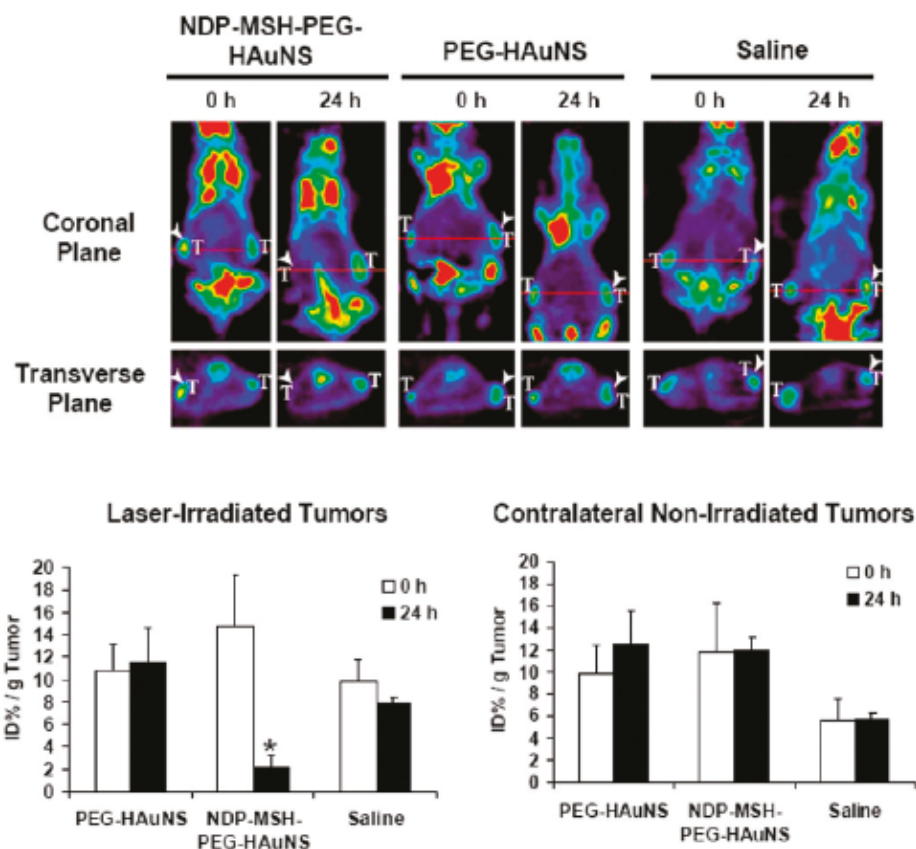 NDP-MSH-PEG-
HAuNS
PEG-HAuNS
Saline
0 h
24 h
0 h
24 h
0 h
24 h
Coronal
Plane
T
T
T
T
T
T
T
T
T
T
T
T
Transverse
Plane
T
T
T
T
T
T
T
T
T
T
T
T
Laser-Irradiated Tumors
ID% / g Tumor
20
18
16
14
12
10
8
6
4
2
0
0 h
24 h
*
PEG-HAuNS
NDP-MSH-
PEG-HAuNS
Saline
Contralateral Non-Irradiated Tumors
ID% / g Tumor
20
18
16
14
12
10
8
6
4
2
0
0 h
24 h
PEG-HAuNS
NDP-MSH-
PEG-HAuNS
Saline